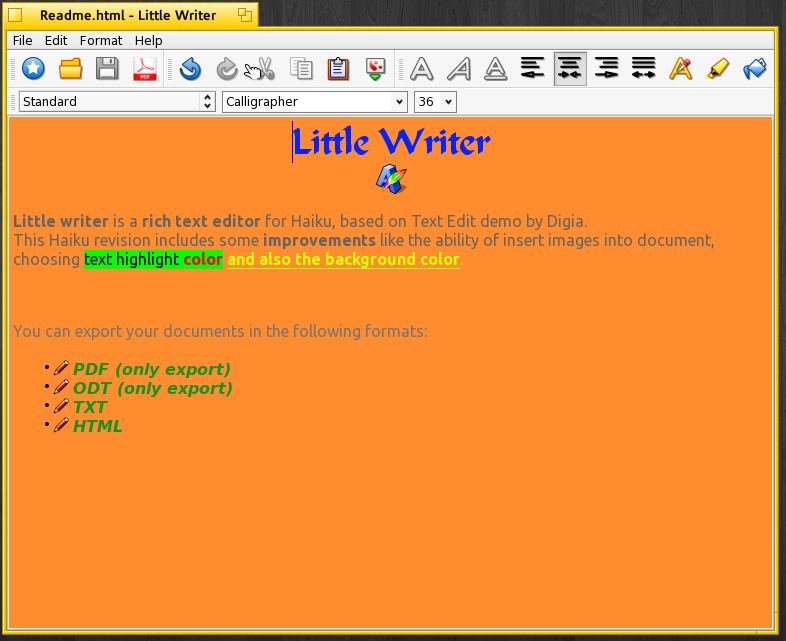 Readme.html - Little Writer
File Edit Format Help
PDF
Standard Calligrapher 36
Little Writer
Little writer is a rich text editor for Haiku, based on Text Edit demo by Digia.
This Haiku revision includes some improvements like the ability of insert images into document,
choosing text highlight color and also the background color.
You can export your documents in the following formats:
• PDF (only export)
• ODT (only export)
• TXT
• HTML